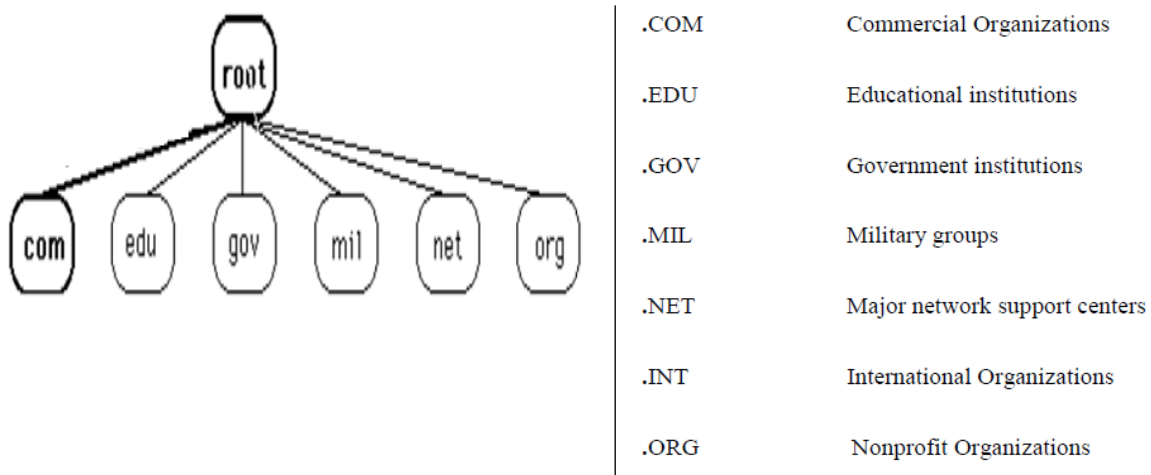 root
com edu gov mil net org
.COM Commercial Organizations
.EDU Educational institutions
.GOV Government institutions
.MIL Military groups
.NET Major network support centers
.INT International Organizations
.ORG Nonprofit Organizations